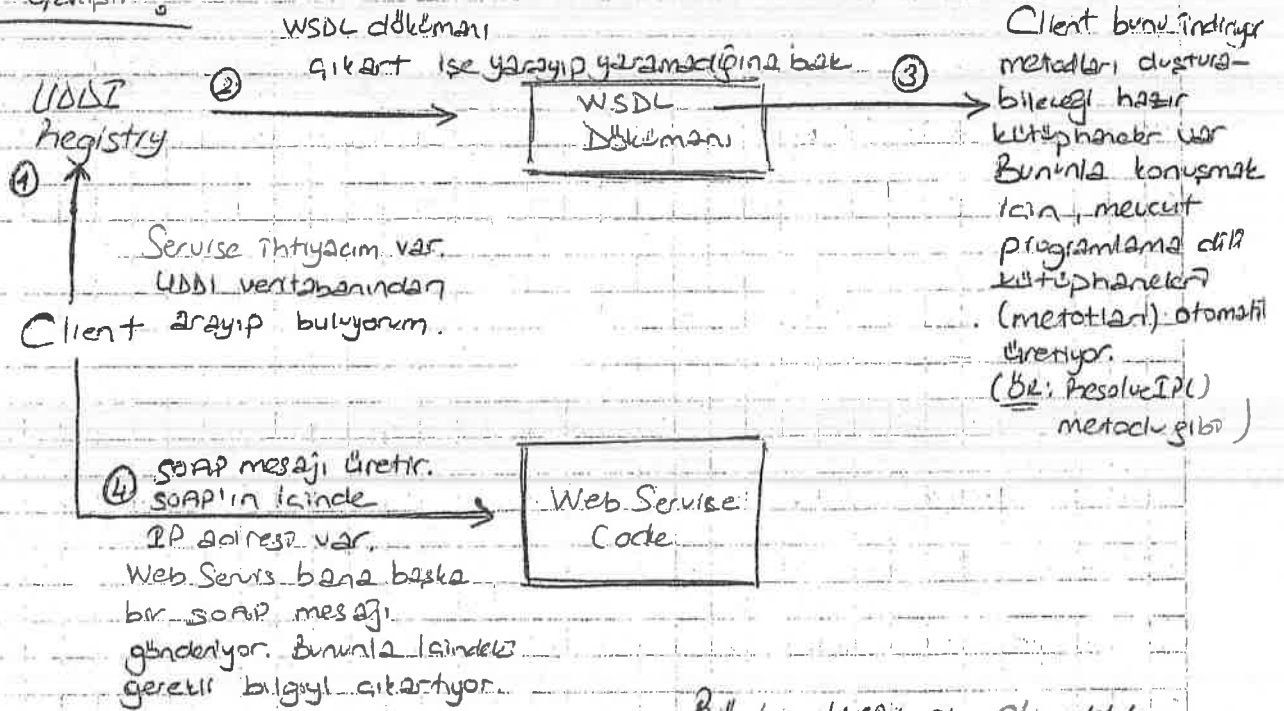 WSDL dökümanı
çıkart işe yarayıp yaramadığına bak
UDDI
Registry
②
WSDL
Dökümanı
③
Client bunu indiriyor
metodları
bileceği hazır
kütüphaneler var
Bununla konuşmak
için, mevcut
programlama dili
kütüphaneleri
(metotları) otomatik
üretiyor.
(ÖR: ResolveIP()
metodu gibi)
①
Servise ihtiyacım var.
UDDI veritabanından
Client arayıp buluyorum.
④ SOAP mesajı üretir.
SOAP'ın içinde
IP adresi var.
Web Servis bana başka
bir SOAP mesajı
gönderiyor. Bununla içindeki
gerekli bilgiyi çıkartıyor.
Web Servise
Code